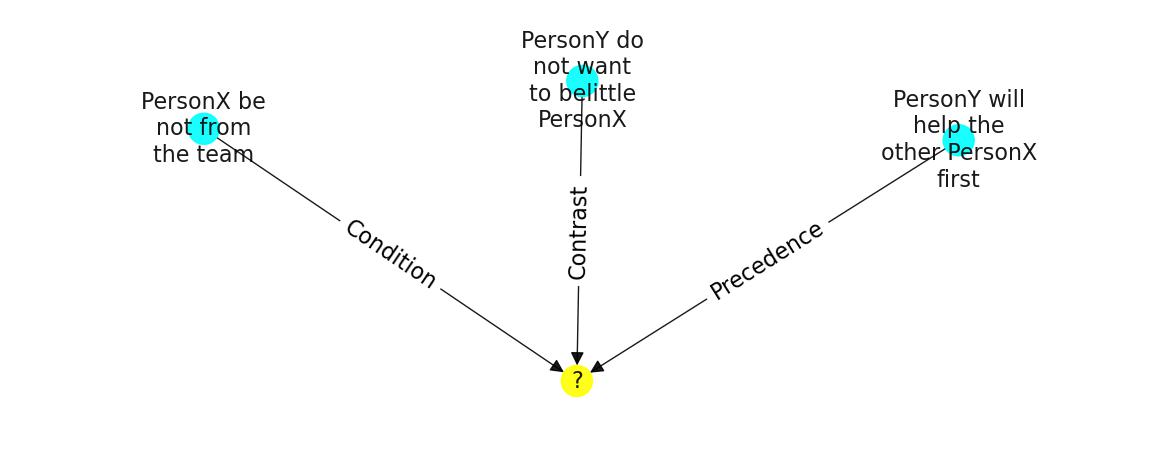 PersonY do
not want
to belittle
PersonX
PersonX be
not from
the team
PersonY will
help the
other PersonX
first
Condition
Contrast
Precedence
?